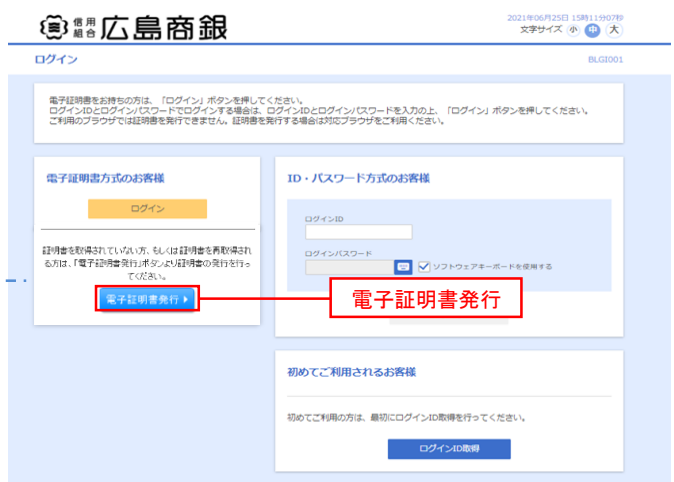 信用組合 広島商銀
2021年06月25日 15時11分07秒
文字サイズ 小 中 大
ログイン
BLGI001
電子証明書をお持ちの方は、「ログイン」ボタンを押してください。
ログインIDとログインパスワードでログインする場合は、ログインIDとログインパスワードを入力の上、「ログイン」ボタンを押してください。
ご利用のブラウザでは証明書を発行できません。証明書を発行する場合は対応ブラウザをご利用ください。
電子証明書方式のお客様
ログイン
証明書を取得されていない方、もしくは証明書を再取得され
る方は、「電子証明書発行」ボタンより証明書の発行を行っ
てください。
電子証明書発行
ID・パスワード方式のお客様
ログインID
ログインパスワード
ソフトウェアキーボードを使用する
電子証明書発行
初めてご利用されるお客様
初めてご利用の方は、最初にログインID取得を行ってください。
ログインID取得